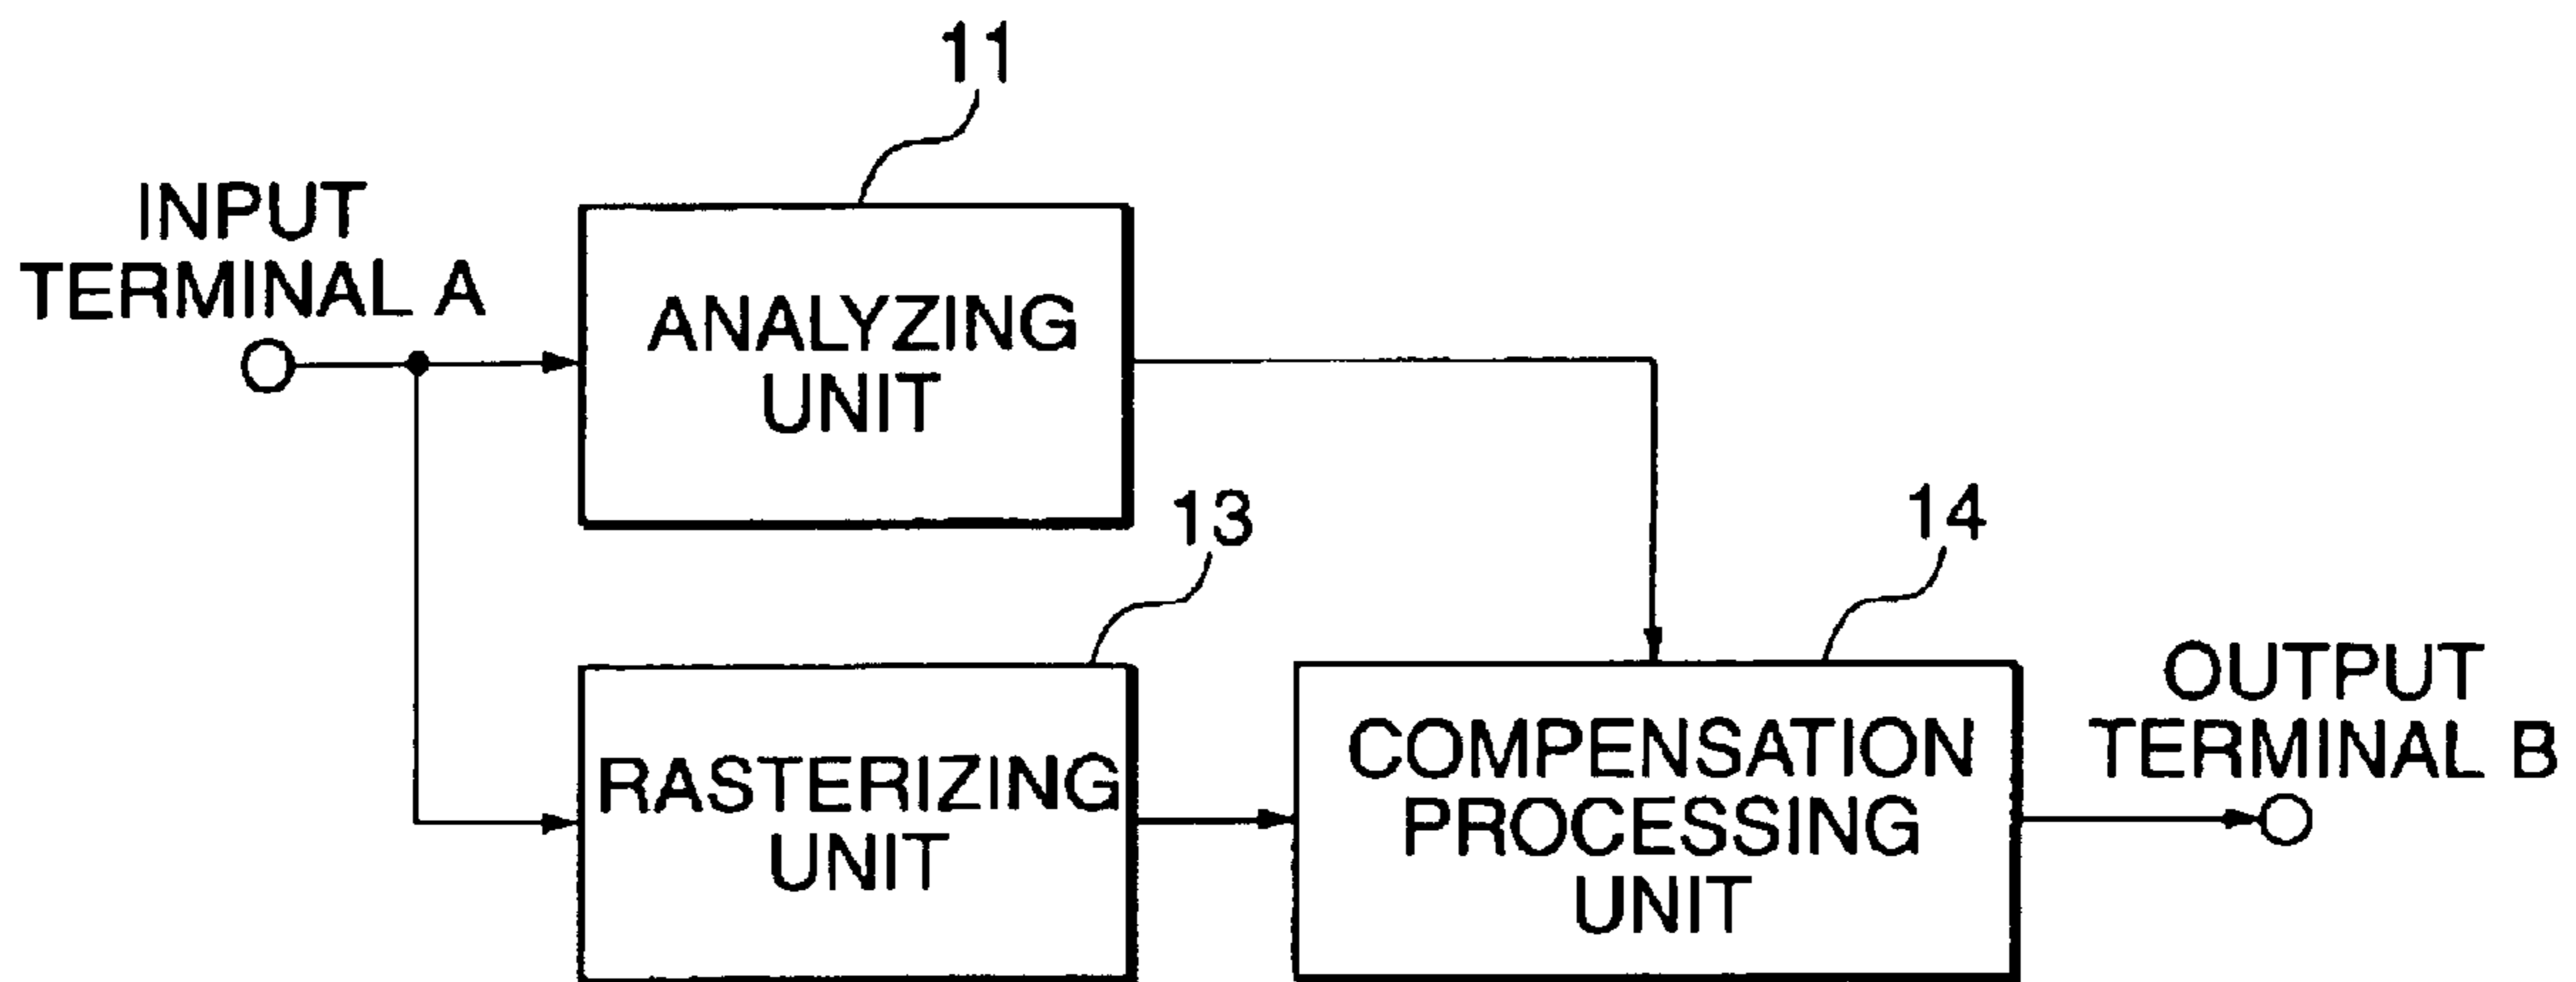 11
INPUT
TERMINAL A
ANALYZING
UNIT
13
14
RASTERIZING
UNIT
COMPENSATION
PROCESSING
UNIT
OUTPUT
TERMINAL B